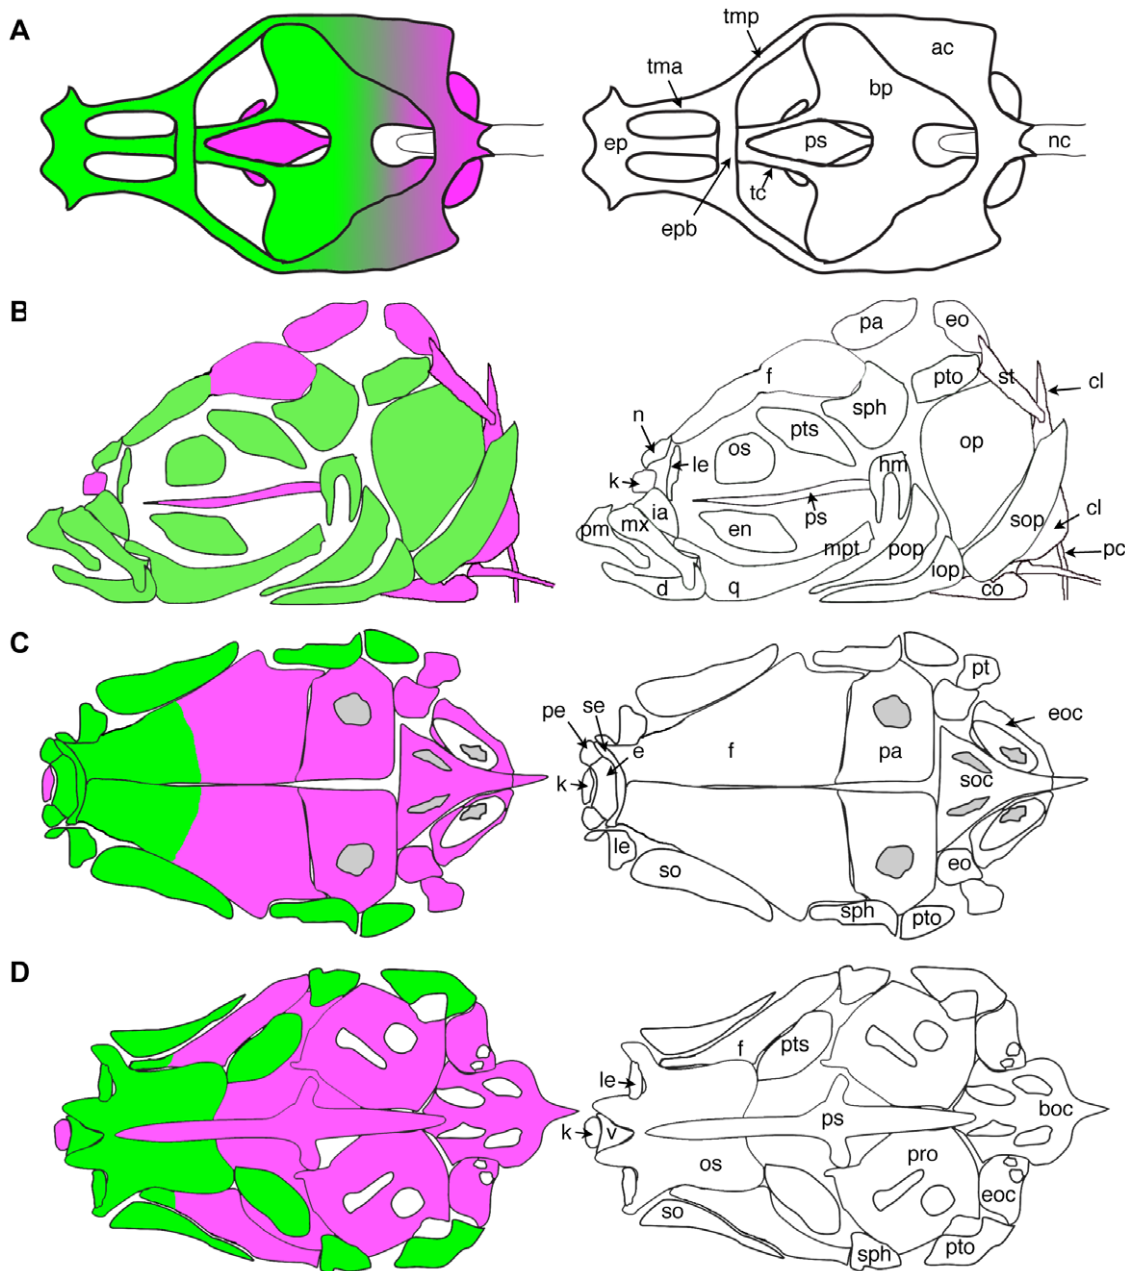 A
tmp
tma
ac
bp
ep
ps
nc
tc
epb
B
pa
eo
f
pto
st
cl
sph
n
pts
op
os
le
k
hm
ia
ps
mx
pm
en
sop
cl
mpt
pop
pc
iop
d
q
co
C
pt
se
pe
eoc
e
f
pa
k
soc
le
so
eo
sph
pto
D
f
pts
le
ps
boc
k
v
os
pro
eoc
so
sph
pto